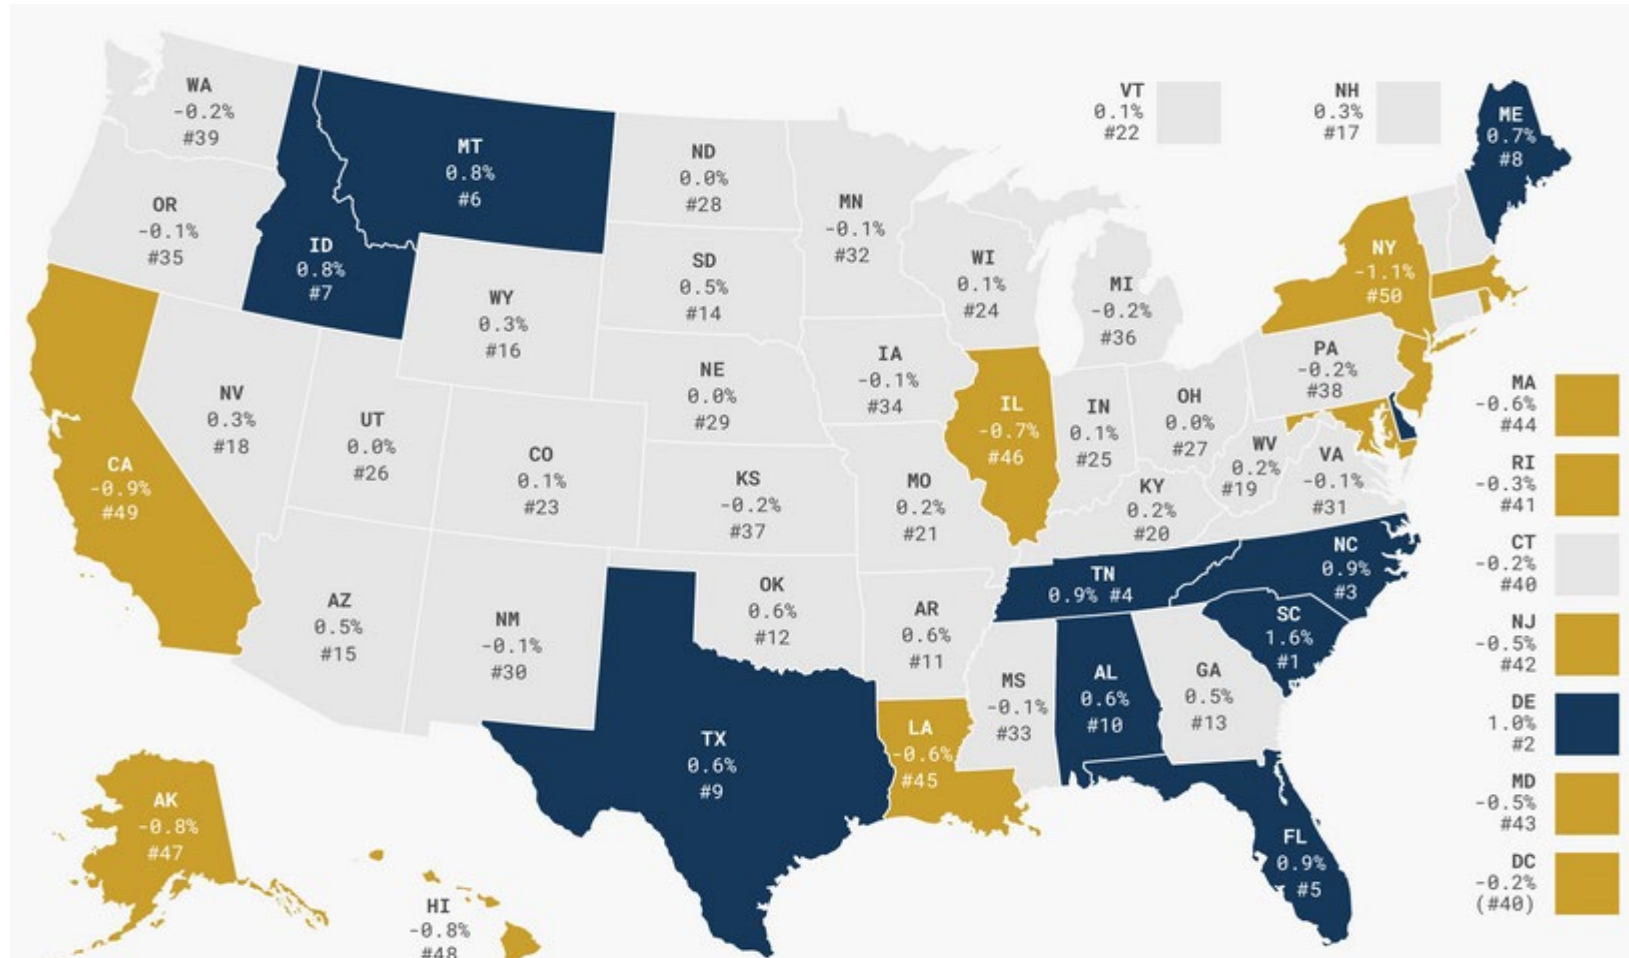 WA
-0.2%
#39
OR
-0.1%
#35
CA
-0.9%
#49
ID
0.8%
#7
MT
0.8%
#6
NV
0.3%
#18
UT
0.0%
#26
AZ
0.5%
#15
WY
0.3%
#16
CO
0.1%
#23
NM
-0.1%
#30
ND
0.0%
#28
SD
0.5%
#14
NE
0.0%
#29
KS
-0.2%
#37
OK
0.6%
#12
TX
0.6%
#9
MN
-0.1%
#32
IA
-0.1%
#34
MO
0.2%
#21
AR
0.6%
#11
LA
-0.6%
#45
WI
0.1%
#24
IL
-0.7%
#46
MI
-0.2%
#36
IN
0.1%
#25
OH
0.0%
#27
KY
0.2%
#20
TN
0.9% #4
MS
-0.1%
#33
AL
0.6%
#10
GA
0.5%
#13
FL
0.9%
#5
SC
1.6%
#1
NC
0.9%
#3
VA
-0.1%
#31
WV
0.2%
#19
PA
-0.2%
#38
NY
-1.1%
#50
VT
0.1%
#22
NH
0.3%
#17
ME
0.7%
#8
MA
-0.6%
#44
RI
-0.3%
#41
CT
-0.2%
#40
NJ
-0.5%
#42
DE
1.0%
#2
MD
-0.5%
#43
DC
-0.2%
(#40)
AK
-0.8%
#47
HI
-0.8%
#48